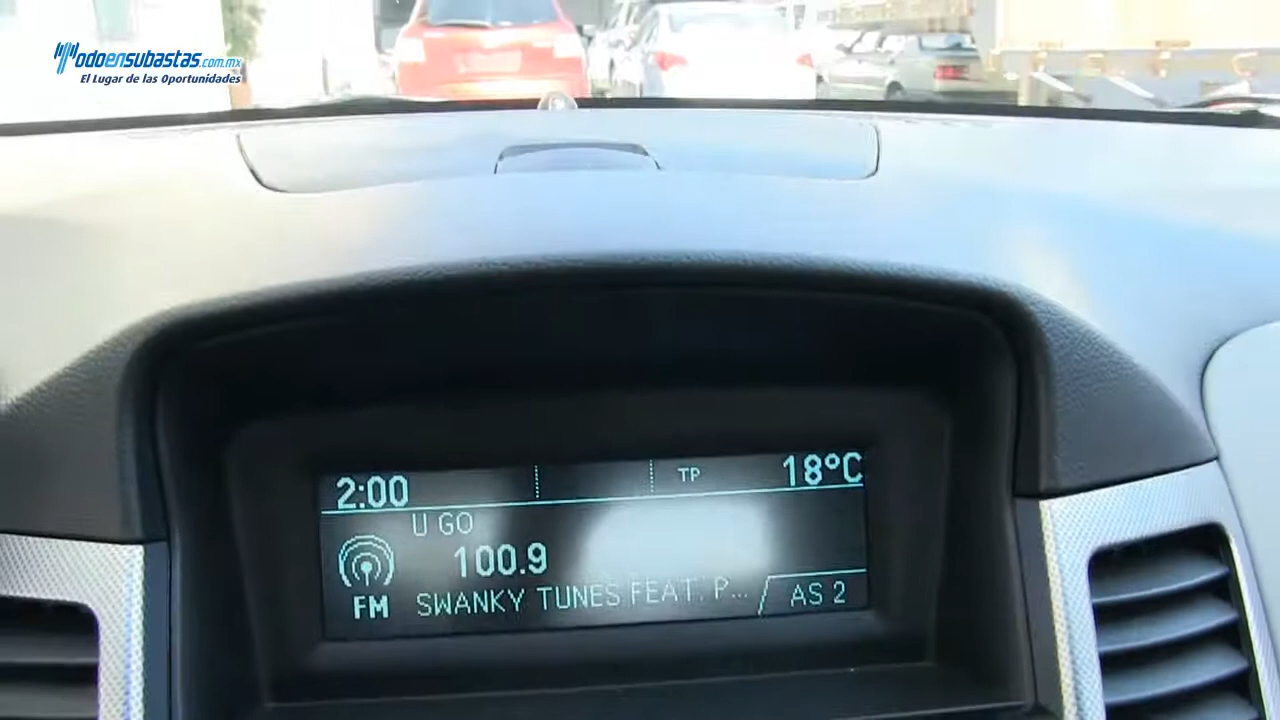 Modoensubastas.com.mx
El Lugar de las Oportunidades
2:00 TP 18°C
U GO
100.9
FM SWANKY TUNES FEAT. P... AS 2